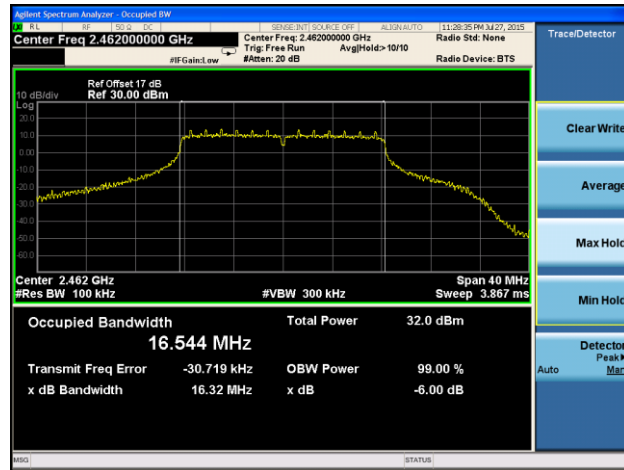 Agilent Spectrum Analyzer - Occupied BW
RL RF 50 Ω DC SENSE:INT SOURCE OFF ALIGN AUTO 11:28:35 PM Jul 27, 2015
Center Freq 2.462000000 GHz Center Freq: 2.462000000 GHz Radio Std: None Trace/Detector
Trig: Free Run Avg|Hold:> 10/10
#IFGain:Low #Atten: 20 dB Radio Device: BTS
Ref Offset 17 dB
10 dB/div Ref 30.00 dBm
Log
20.0
10.0
0.00
-10.0
-20.0
-30.0
-40.0
-50.0
-60.0
Center 2.462 GHz Span 40 MHz
#Res BW 100 kHz #VBW 300 kHz Sweep 3.867 ms
Occupied Bandwidth Total Power 32.0 dBm
16.544 MHz
Transmit Freq Error -30.719 kHz OBW Power 99.00 %
x dB Bandwidth 16.32 MHz x dB -6.00 dB
Clear Write
Average
Max Hold
Min Hold
Detector
Peak
Auto Man
MSG STATUS